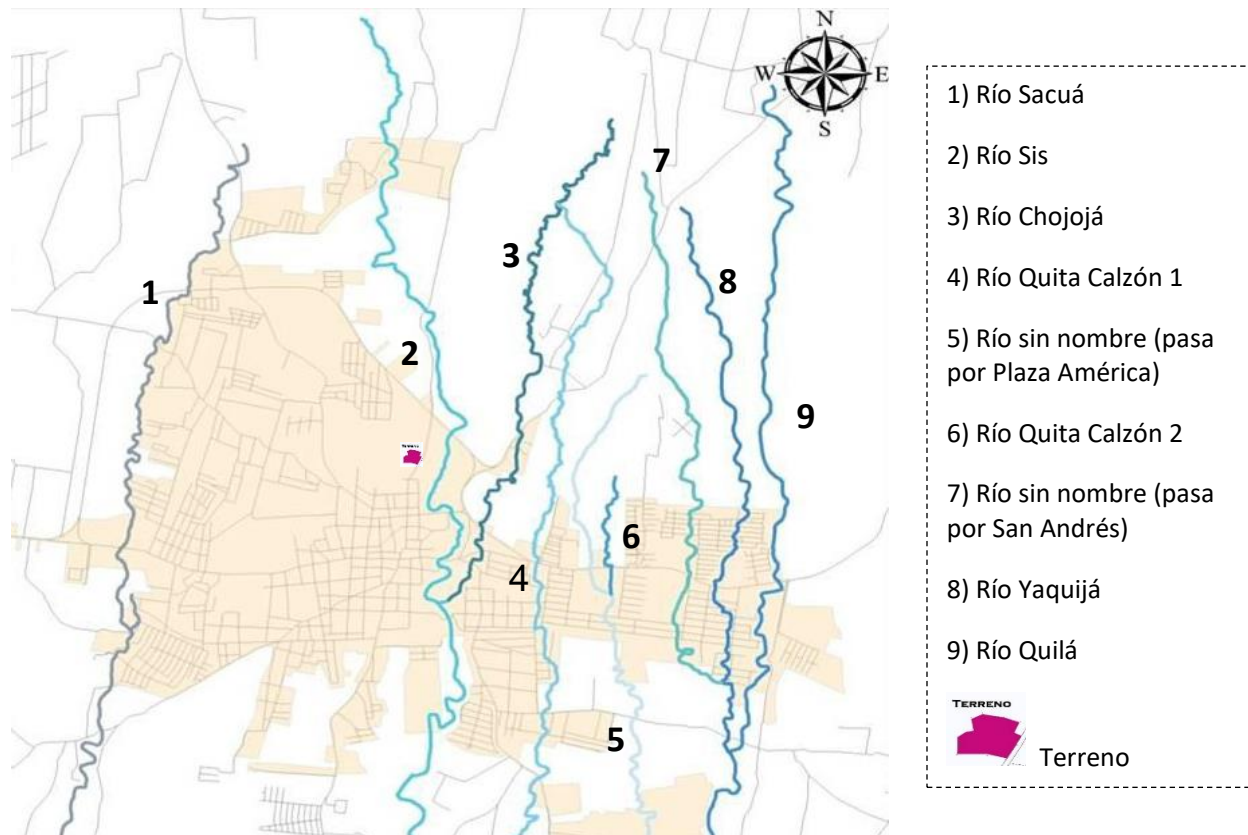 N
W
E
S
1
2
3
4
5
6
7
8
9
Terreno
1) Río Sacuá
2) Río Sis
3) Río Chojojá
4) Río Quita Calzón 1
5) Río sin nombre (pasa
por Plaza América)
6) Río Quita Calzón 2
7) Río sin nombre (pasa
por San Andrés)
8) Río Yaquijá
9) Río Quilá
TERRENO
Terreno